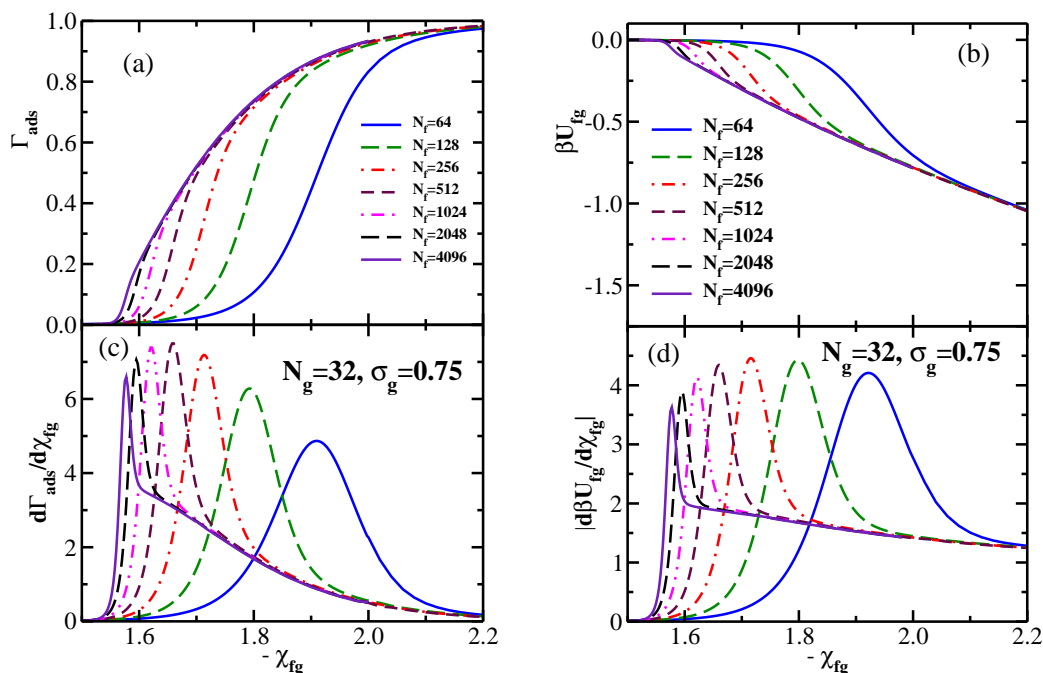 (a)
Γads
1.0
0.8
0.6
0.4
0.2
0.0
Nf=64
Nf=128
Nf=256
Nf=512
Nf=1024
Nf=2048
Nf=4096
(b)
βUfg
0.0
-0.5
-1.0
-1.5
Nf=64
Nf=128
Nf=256
Nf=512
Nf=1024
Nf=2048
Nf=4096
(c)
Ng=32, σg=0.75
dΓads/dχfg
6
4
2
0
1.6
1.8
2.0
2.2
- χfg
(d)
Ng=32, σg=0.75
|dβUfg/dχfg|
4
3
2
1
0
1.6
1.8
2.0
2.2
- χfg